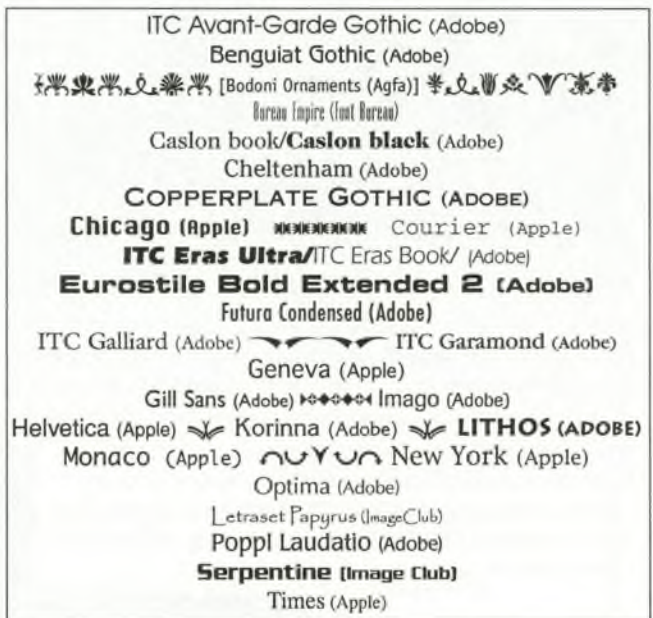 ITC Avant-Garde Gothic (Adobe)
Benguiat Gothic (Adobe)
[Bodoni Ornaments (Agfa)]
Bureau Empire (Font Bureau)
Caslon book/Caslon black (Adobe)
Cheltenham (Adobe)
COPPERPLATE GOTHIC (ADOBE)
Chicago (Apple) Courier (Apple)
ITC Eras Ultra/ITC Eras Book/ (Adobe)
Eurostile Bold Extended 2 (Adobe)
Futura Condensed (Adobe)
ITC Galliard (Adobe) ITC Garamond (Adobe)
Geneva (Apple)
Gill Sans (Adobe) Imago (Adobe)
Helvetica (Apple) Korinna (Adobe) LITHOS (ADOBE)
Monaco (Apple) New York (Apple)
Optima (Adobe)
Letraset Papyrus (ImageClub)
Poppl Laudatio (Adobe)
Serpentine (Image Club)
Times (Apple)